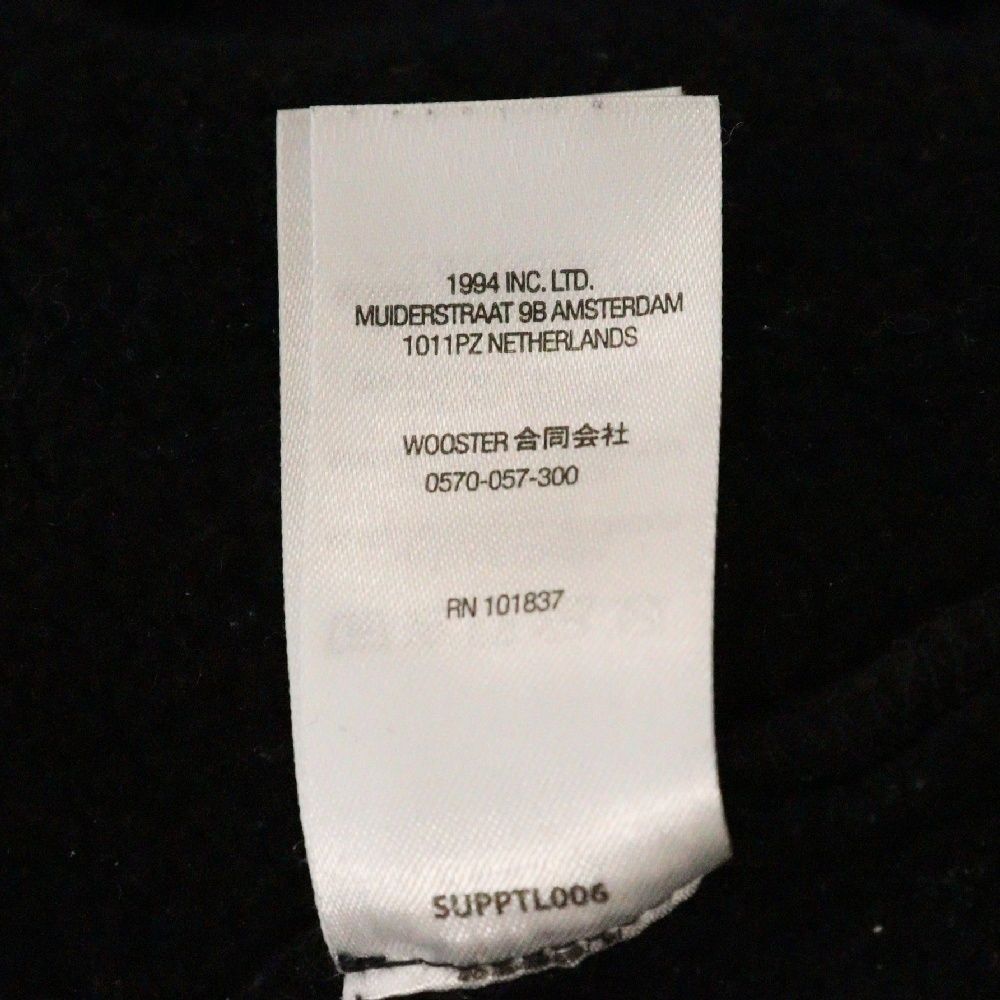 1994 INC. LTD.
MUIDERSTRAAT 9B AMSTERDAM
1011PZ NETHERLANDS
WOOSTER 合同会社
0570-057-300
RN 101837
SUPPTL006